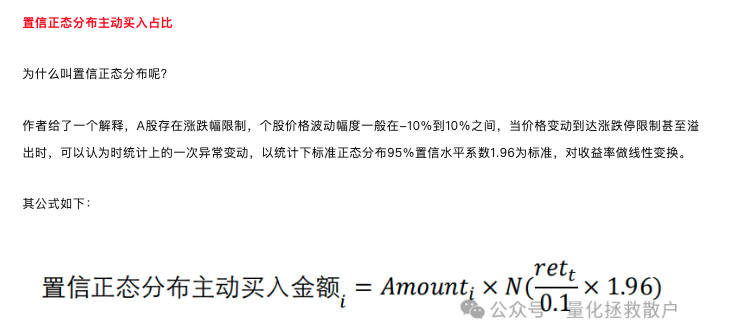 置信正态分布主动买入占比
为什么叫置信正态分布呢?
作者给了一个解释，A股存在涨跌幅限制，个股价格波动幅度一般在-10%到10%之间，当价格变动到达涨跌停限制甚至溢
出时，可以认为时统计上的一次异常变动，以统计下标准正态分布95%置信水平系数1.96为标准，对收益率做线性变换。
其公式如下：
置信正态分布主动买入金额ᵢ = Amountᵢ × N(retₜ/0.1 × 1.96)
公众号 量化拯救散户